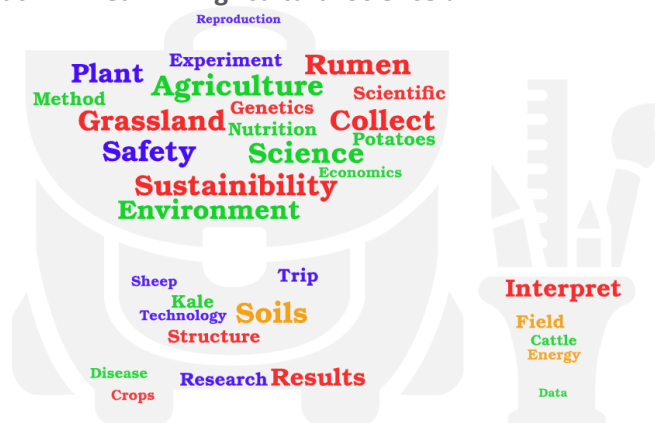 Reproduction
Experiment
Rumen
Plant
Agriculture
Scientific
Method
Genetics
Grassland
Nutrition
Collect
Potatoes
Safety
Science
Economics
Sustainibility
Environment
Sheep
Trip
Kale
Technology
Soils
Structure
Disease
Research
Results
Crops
Interpret
Field
Cattle
Energy
Data